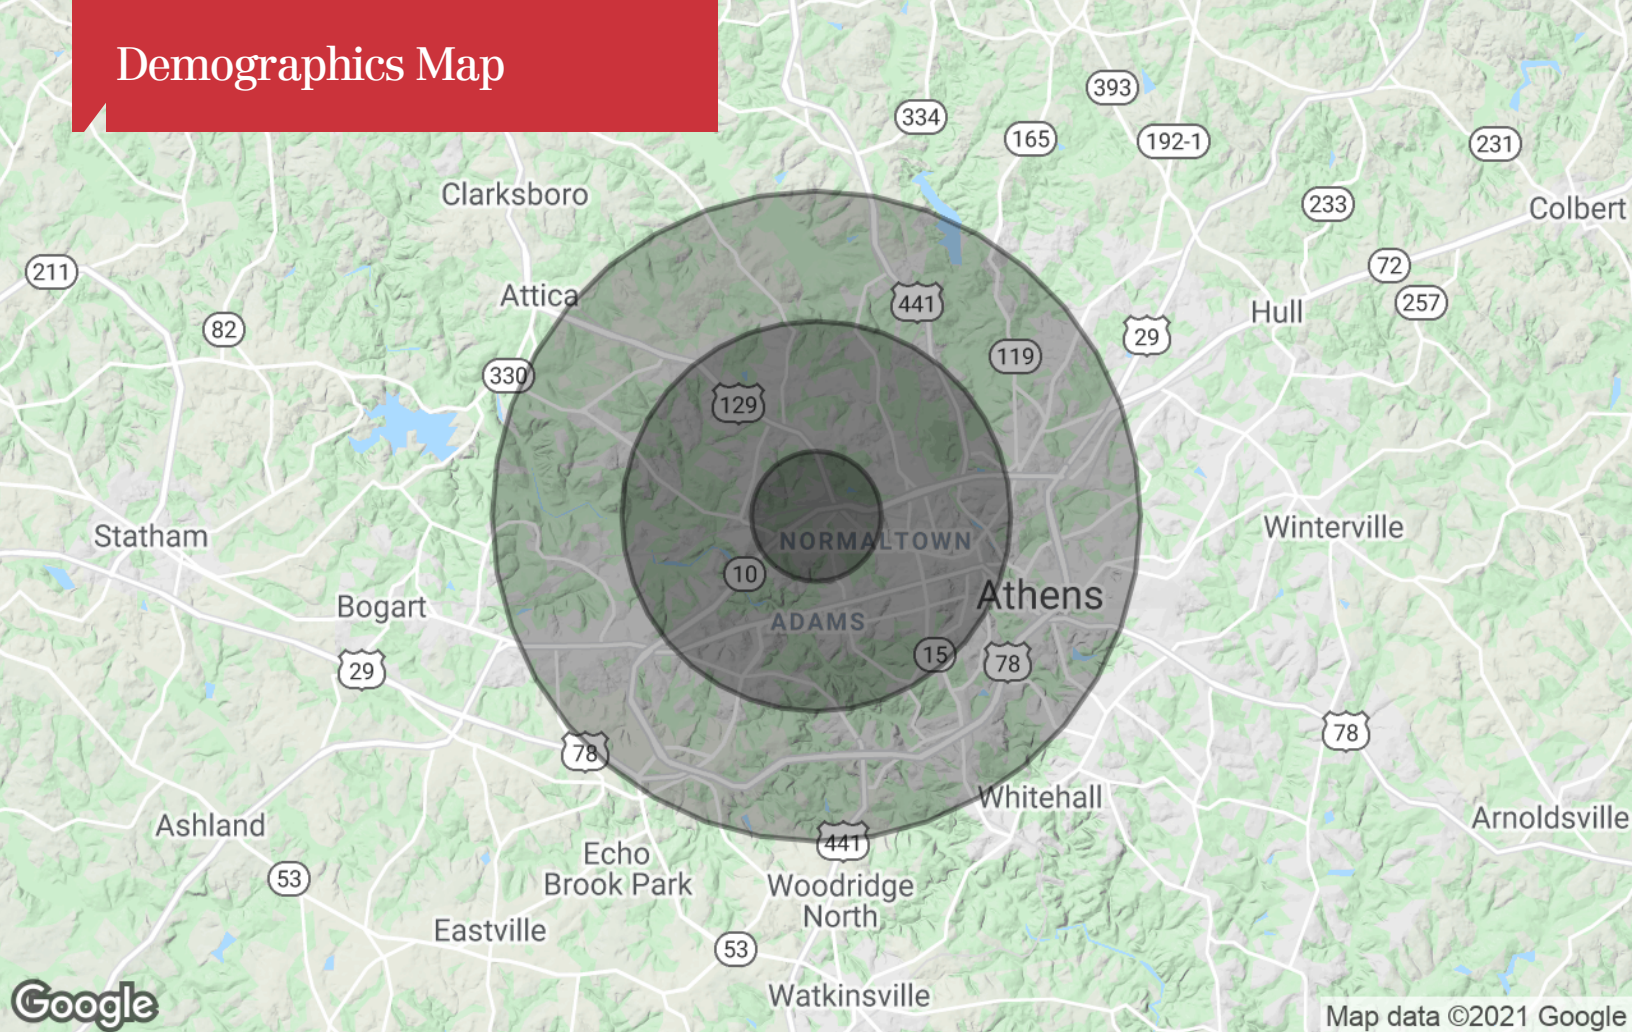 Demographics Map
393
334
165
192-1
231
Clarksboro
233
Colbert
211
72
Attica
441
257
Hull
82
29
119
330
129
Statham
NORMALTOWN
Winterville
10
Athens
Bogart
ADAMS
15
78
29
78
78
Ashland
Whitehall
Arnoldsville
441
Echo
Brook Park
53
Woodridge
North
Eastville
53
Watkinsville
Google
Map data ©2021 Google